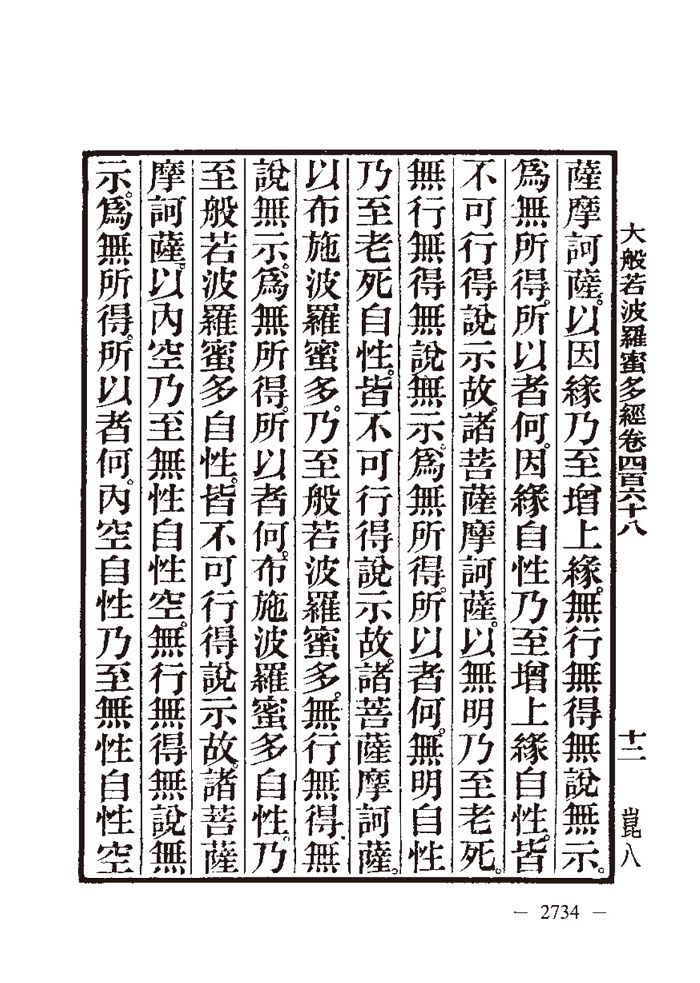 大般若波羅蜜多經卷四百六十八　十二　崑八
薩摩訶薩。以因緣乃至增上緣。無行無得無說無示。
爲無所得。所以者何。因緣自性乃至增上緣自性。皆
不可行得說示故。諸菩薩摩訶薩。以無明乃至老死。
無行無得無說無示。爲無所得。所以者何。無明自性
乃至老死自性。皆不可行得說示故。諸菩薩摩訶薩。
以布施波羅蜜多。乃至般若波羅蜜多。無行無得、無
說無示。爲無所得。所以者何。布施波羅蜜多自性。乃
至般若波羅蜜多自性。皆不可行得說示故。諸菩薩
摩訶薩。以內空乃至無性自性空。無行無得無說無
示。爲無所得。所以者何。內空自性乃至無性自性空
— 2734 —